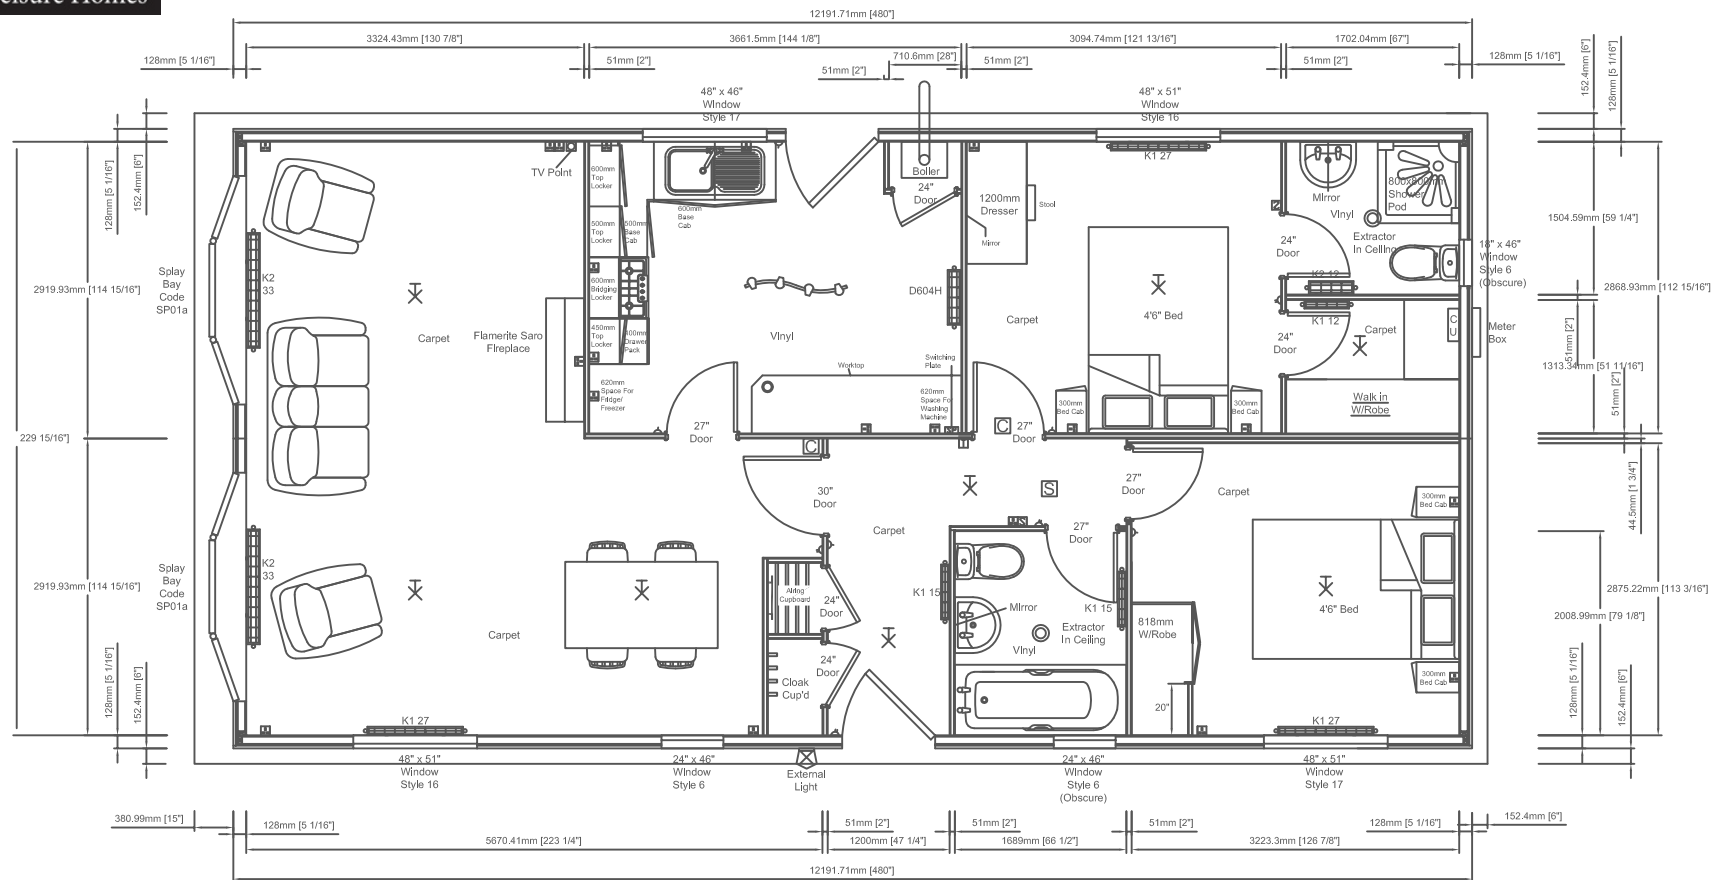 eisure Homes
12191.71mm [480"]
3324.43mm [130 7/8"]
3661.5mm [144 1/8"]
3094.74mm [121 13/16"]
1702.04mm [67"]
128mm [5 1/16"]
51mm [2"]
51mm [2"]
710.6mm [28"]
51mm [2"]
51mm [2"]
128mm [5 1/16"]
152.4mm [6"]
128mm [5 1/16"]
48" x 46"
Window
Style 17
48" x 51"
Window
Style 16
128mm [5 1/16"]
152.4mm [6"]
TV Point
600mm
Top
Locker
600mm
Base
Cab
500mm
Top
Locker
500mm
Base
Cab
600mm
Bridging
Locker
450mm
Top
Locker
400mm
Drawer
Pack
620mm
Space For
Fridge/
Freezer
Boiler
24"
Door
1200mm
Dresser
Stool
Mirror
K1 27
Mirror
Vinyl
800x800mm
Shower
Pod
Extractor
In Ceiling
24"
Door
1504.59mm [59 1/4"]
18" x 46"
Window
Style 6
(Obscure)
2868.93mm [112 15/16"]
Splay
Bay
Code
SP01a
2919.93mm [114 15/16"]
K2
33
Carpet
Flamerite Saro
Fireplace
Vinyl
D604H
Carpet
4'6" Bed
K2 12
K1 12
24"
Door
Carpet
C
U
Meter
Box
51mm [2"]
1313.34mm [51 11/16"]
51mm [2"]
Worktop
Switching
Plate
620mm
Space For
Washing
Machine
300mm
Bed Cab
300mm
Bed Cab
Walk in
W/Robe
229 15/16"]
27"
Door
C
C
27"
Door
30"
Door
S
27"
Door
Carpet
300mm
Bed Cab
44.5mm [1 3/4"]
Carpet
27"
Door
Splay
Bay
Code
SP01a
2919.93mm [114 15/16"]
K2
33
Carpet
Airing
Cupboard
24"
Door
24"
Door
Cloak
Cup'd
K1 15
Mirror
K1 15
Extractor
In Ceiling
Vinyl
818mm
W/Robe
20"
4'6" Bed
300mm
Bed Cab
2875.22mm [113 3/16"]
2008.99mm [79 1/8"]
128mm [5 1/16"]
152.4mm [6"]
128mm [5 1/16"]
152.4mm [6"]
K1 27
K1 27
48" x 51"
Window
Style 16
24" x 46"
Window
Style 6
External
Light
24" x 46"
Window
Style 6
(Obscure)
48" x 51"
Window
Style 17
380.99mm [15"]
128mm [5 1/16"]
51mm [2"]
51mm [2"]
51mm [2"]
128mm [5 1/16"]
152.4mm [6"]
5670.41mm [223 1/4"]
1200mm [47 1/4"]
1689mm [66 1/2"]
3223.3mm [126 7/8"]
12191.71mm [480"]